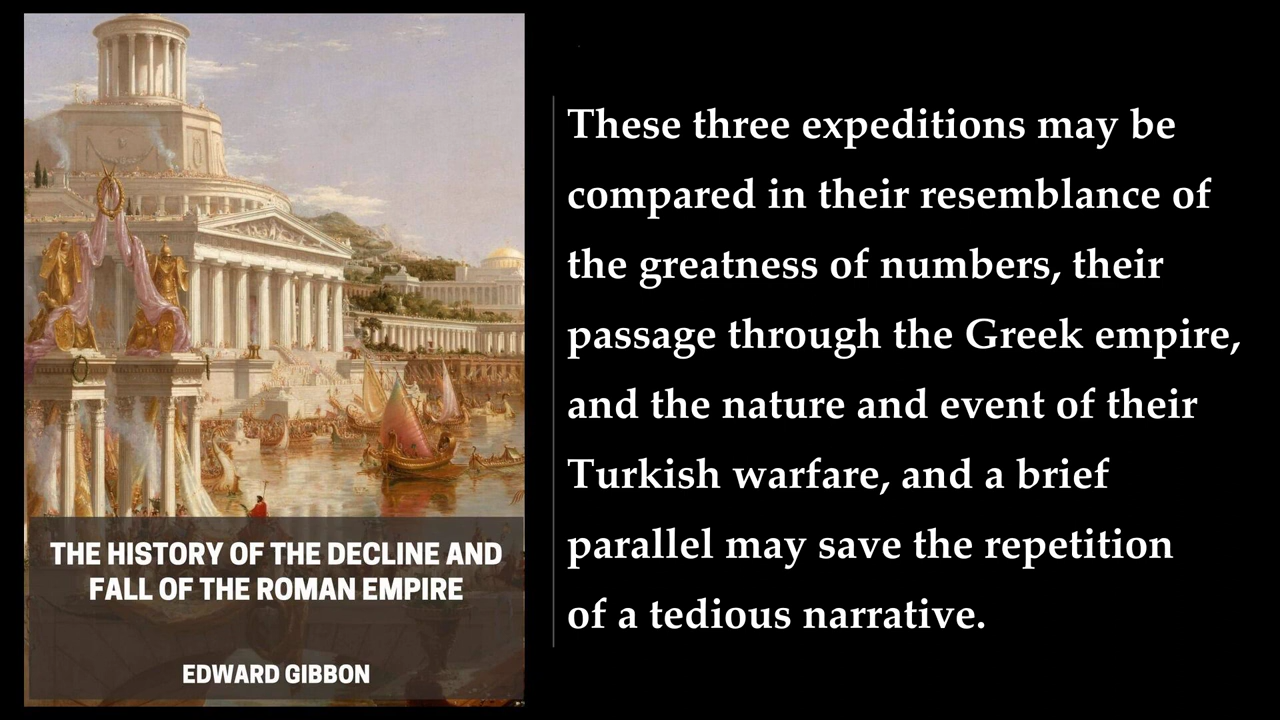 THE HISTORY OF THE DECLINE AND
FALL OF THE ROMAN EMPIRE
EDWARD GIBBON
These three expeditions may be
compared in their resemblance of
the greatness of numbers, their
passage through the Greek empire,
and the nature and event of their
Turkish warfare, and a brief
parallel may save the repetition
of a tedious narrative.